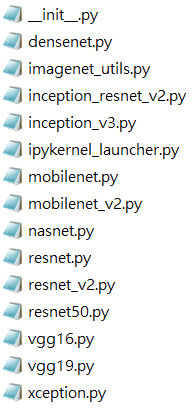 __init__.py
densenet.py
imagenet_utils.py
inception_resnet_v2.py
inception_v3.py
ipykernel_launcher.py
mobilenet.py
mobilenet_v2.py
nasnet.py
resnet.py
resnet_v2.py
resnet50.py
vgg16.py
vgg19.py
xception.py